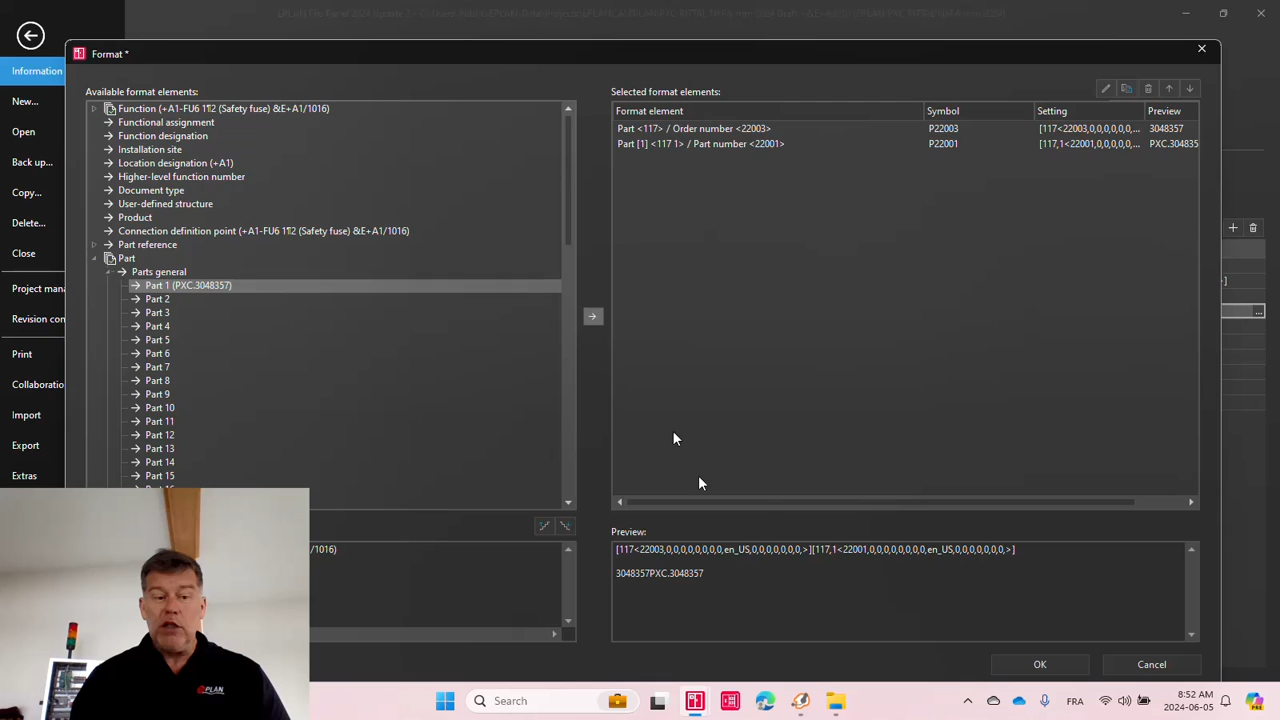 Format *
Information
New...
Open
Back up...
Copy...
Delete...
Close
Project mana
Revision con
Print
Collaboratio
Import
Export
Extras
Available format elements:
Function (+A1-FU6 1¶2 (Safety fuse) &E+A1/1016)
Functional assignment
Function designation
Installation site
Location designation (+A1)
Higher-level function number
Document type
User-defined structure
Product
Connection definition point (+A1-FU6 1¶2 (Safety fuse) &E+A1/1016)
Part reference
Part
Parts general
Part 1 (PXC.3048357)
Part 2
Part 3
Part 4
Part 5
Part 6
Part 7
Part 8
Part 9
Part 10
Part 11
Part 12
Part 13
Part 14
Part 15
/1016)
Selected format elements:
Format element Symbol Setting Preview
Part <117> / Order number <22003> P22003 [117<22003,0,0,0,0,0,... 3048357
Part [1] <117 1> / Part number <22001> P22001 [117,1<22001,0,0,0,0,0,... PXC.304835
...
Preview:
[117<22003,0,0,0,0,0,0,0,en_US,0,0,0,0,0,0,>][117,1<22001,0,0,0,0,0,0,0,en_US,0,0,0,0,0,0,>]
3048357PXC.3048357
OK Cancel
EPLAN
Search
FRA
8:52 AM
2024-06-05